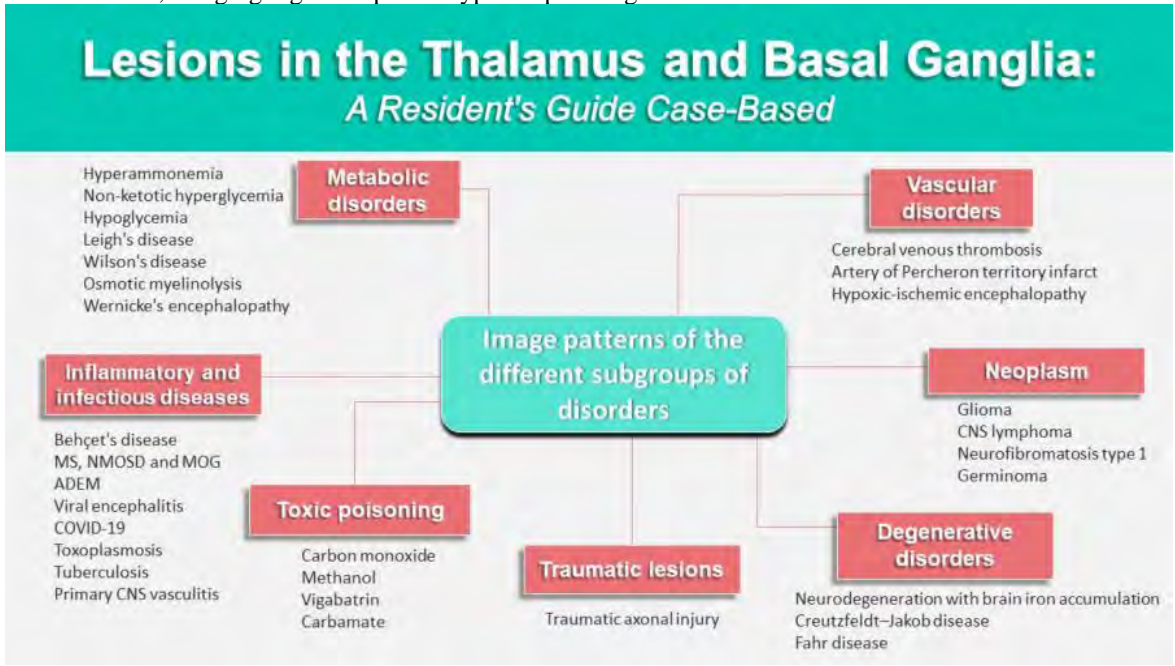 Lesions in the Thalamus and Basal Ganglia:
A Resident's Guide Case-Based
Hyperammonemia
Non-ketotic hyperglycemia
Hypoglycemia
Leigh's disease
Wilson's disease
Osmotic myelinolysis
Wernicke's encephalopathy
Metabolic
disorders
Vascular
disorders
Cerebral venous thrombosis
Artery of Percheron territory infarct
Hypoxic-ischemic encephalopathy
Image patterns of the
different subgroups of
disorders
Inflammatory and
infectious diseases
Behçet's disease
MS, NMOSD and MOG
ADEM
Viral encephalitis
COVID-19
Toxoplasmosis
Tuberculosis
Primary CNS vasculitis
Neoplasm
Glioma
CNS lymphoma
Neurofibromatosis type 1
Germinoma
Toxic poisoning
Carbon monoxide
Methanol
Vigabatrin
Carbamate
Traumatic lesions
Traumatic axonal injury
Degenerative
disorders
Neurodegeneration with brain iron accumulation
Creutzfeldt–Jakob disease
Fahr disease